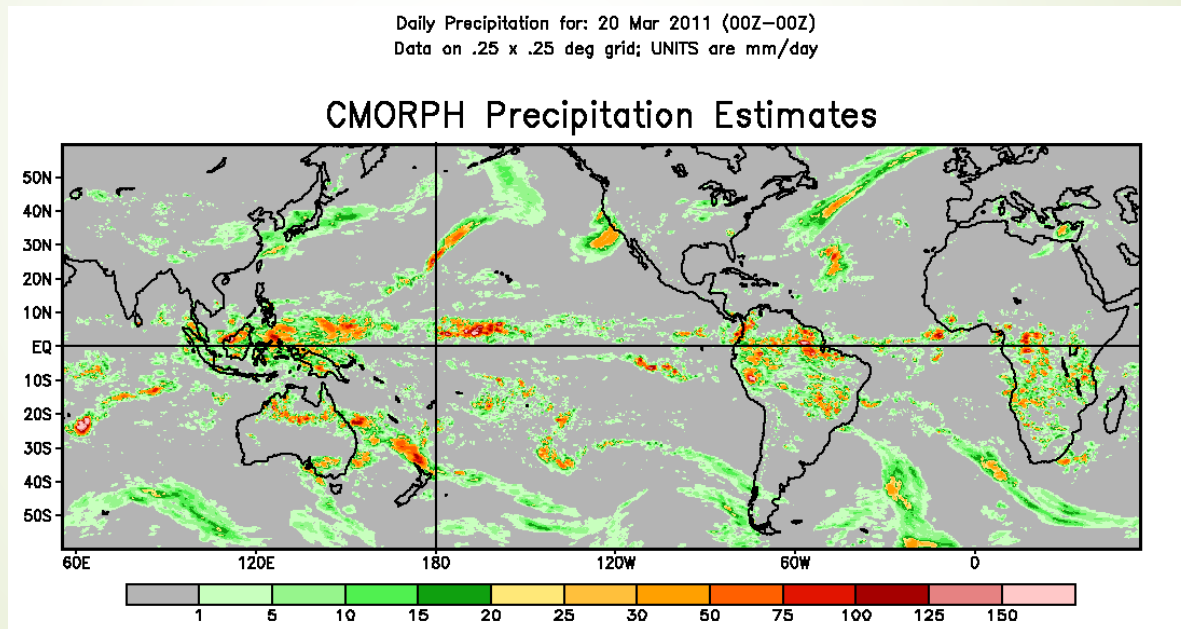 Daily Precipitation for: 20 Mar 2011 (00Z-00Z)
Data on .25 x .25 deg grid; UNITS are mm/day
CMORPH Precipitation Estimates
50N
40N
30N
20N
10N
EQ
10S
20S
30S
40S
50S
60E 120E 180 120W 60W 0
1 5 10 15 20 25 30 50 75 100 125 150